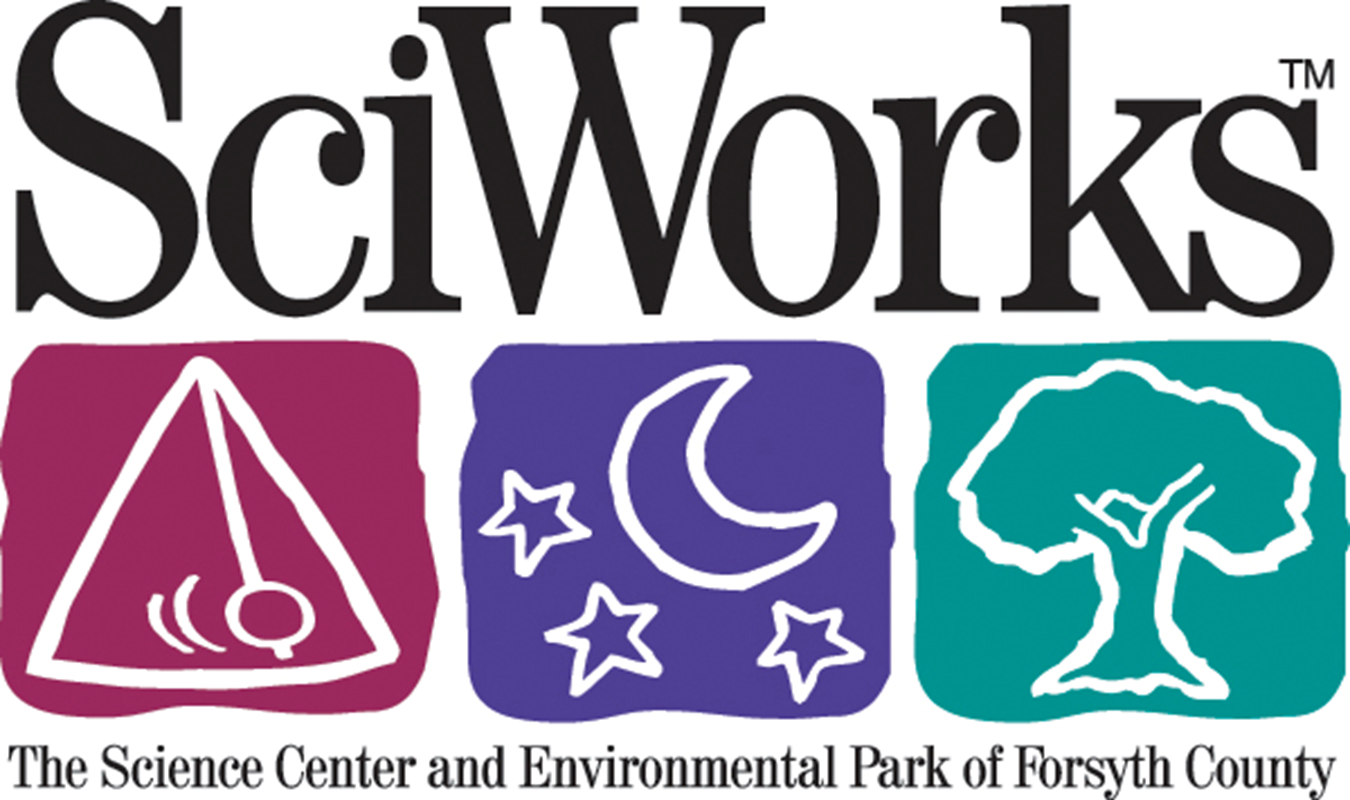 SciWorks™
The Science Center and Environmental Park of Forsyth County